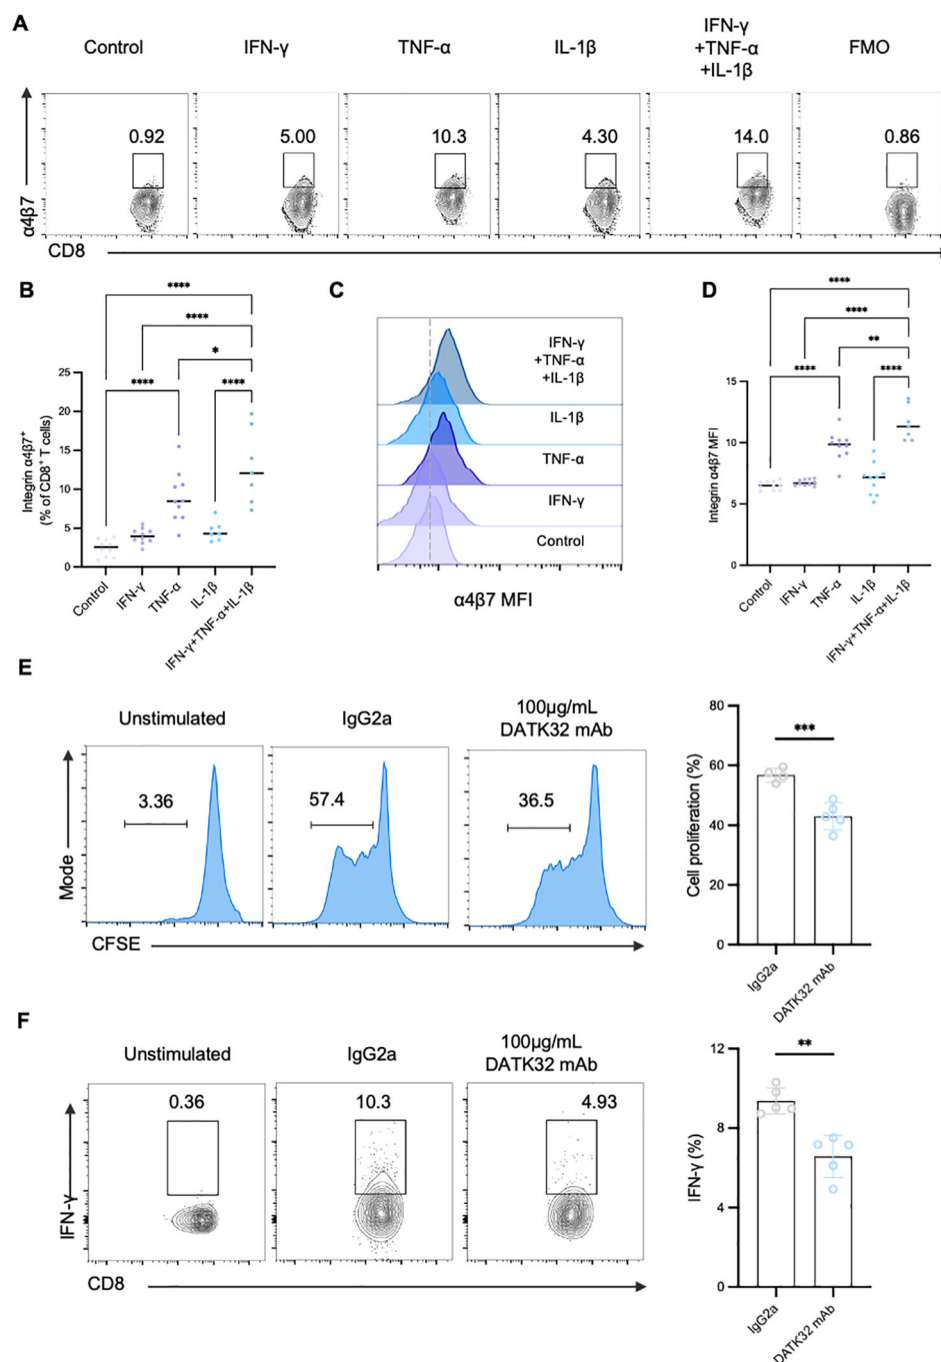 A
Control
IFN-γ
TNF-α
IL-1β
IFN-γ
+TNF-α
+IL-1β
FMO
0.92
5.00
10.3
4.30
14.0
0.86
α4β7
CD8
B
****
****
*
****
****
Integrin α4β7⁺
(% of CD8⁺ T cells)
25
20
15
10
5
0
Control
IFN-γ
TNF-α
IL-1β
IFN-γ+TNF-α+IL-1β
C
IFN-γ
+TNF-α
+IL-1β
IL-1β
TNF-α
IFN-γ
Control
α4β7 MFI
D
****
****
**
****
****
Integrin α4β7 MFI
15
10
5
0
Control
IFN-γ
TNF-α
IL-1β
IFN-γ+TNF-α+IL-1β
E
Unstimulated
IgG2a
100µg/mL
DATK32 mAb
3.36
57.4
36.5
Mode
CFSE
***
Cell proliferation (%)
80
60
40
20
0
IgG2a
DATK32 mAb
F
Unstimulated
IgG2a
100µg/mL
DATK32 mAb
0.36
10.3
4.93
IFN-γ
CD8
**
IFN-γ (%)
12
8
4
0
IgG2a
DATK32 mAb